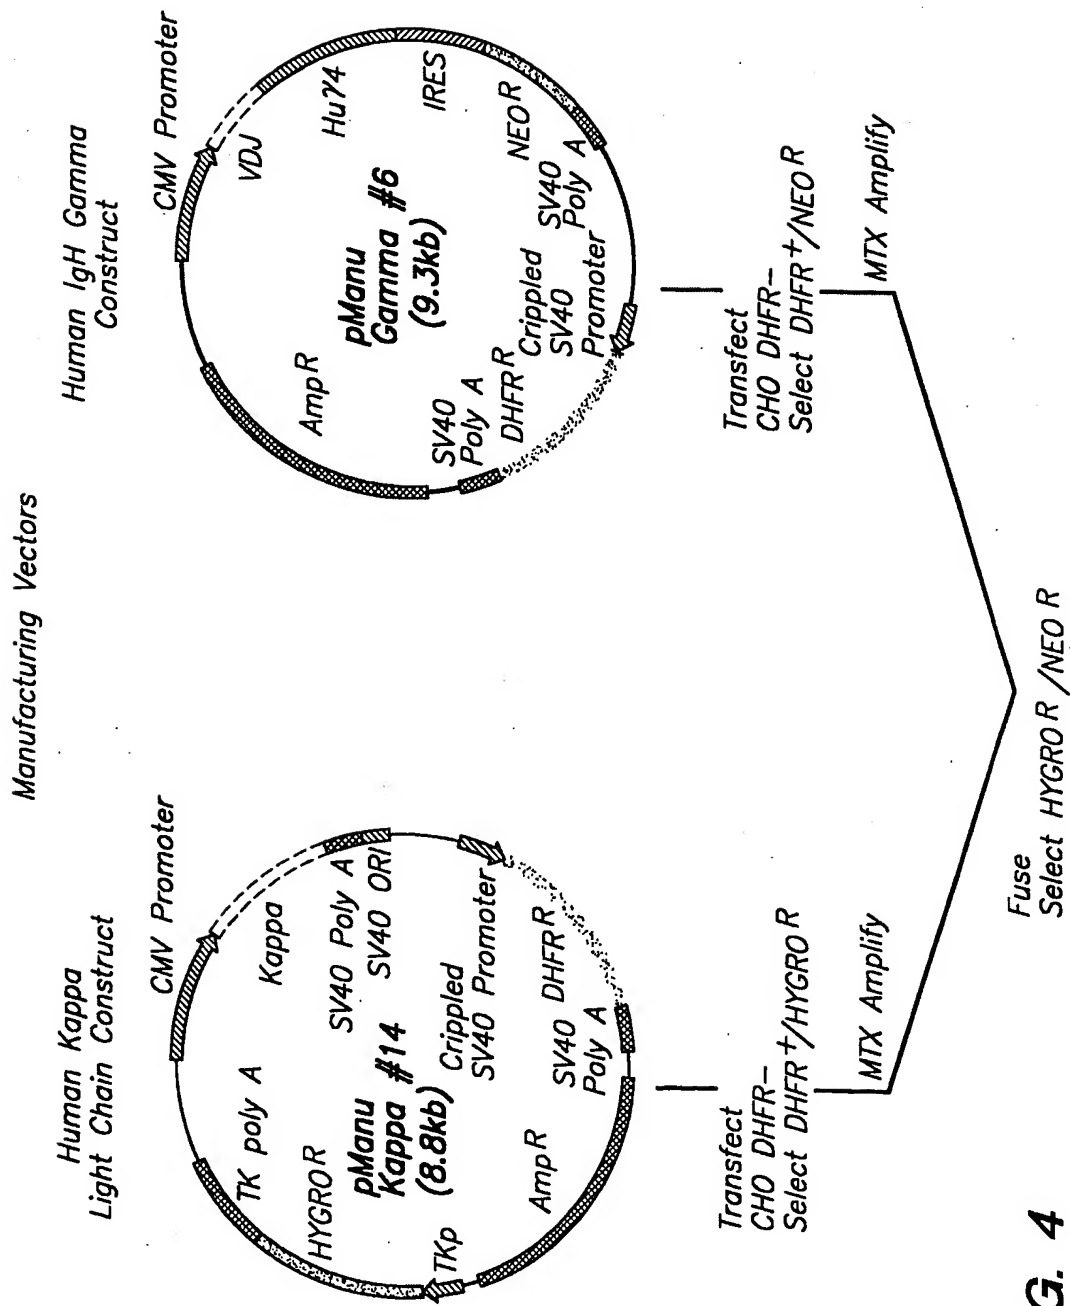 Manufacturing Vectors
Human Kappa
Light Chain Construct
CMV Promoter
Kappa
SV40 Poly A
SV40 ORI
Crippled
SV40 Promoter
SV40 DHFR R
Poly A
Amp R
TKp
HYGRO R
TK poly A
pManu
Kappa #14
(8.8kb)
Transfect
CHO DHFR-
Select DHFR+/HYGRO R
MTX Amplify
Human IgH Gamma
Construct
CMV Promoter
VDJ
Huγ4
IRES
NEO R
SV40
Poly A
Crippled
SV40
Promoter
DHFR R
SV40
Poly A
Amp R
pManu
Gamma #6
(9.3kb)
Transfect
CHO DHFR-
Select DHFR+/NEO R
MTX Amplify
Fuse
Select HYGRO R /NEO R
G. 4